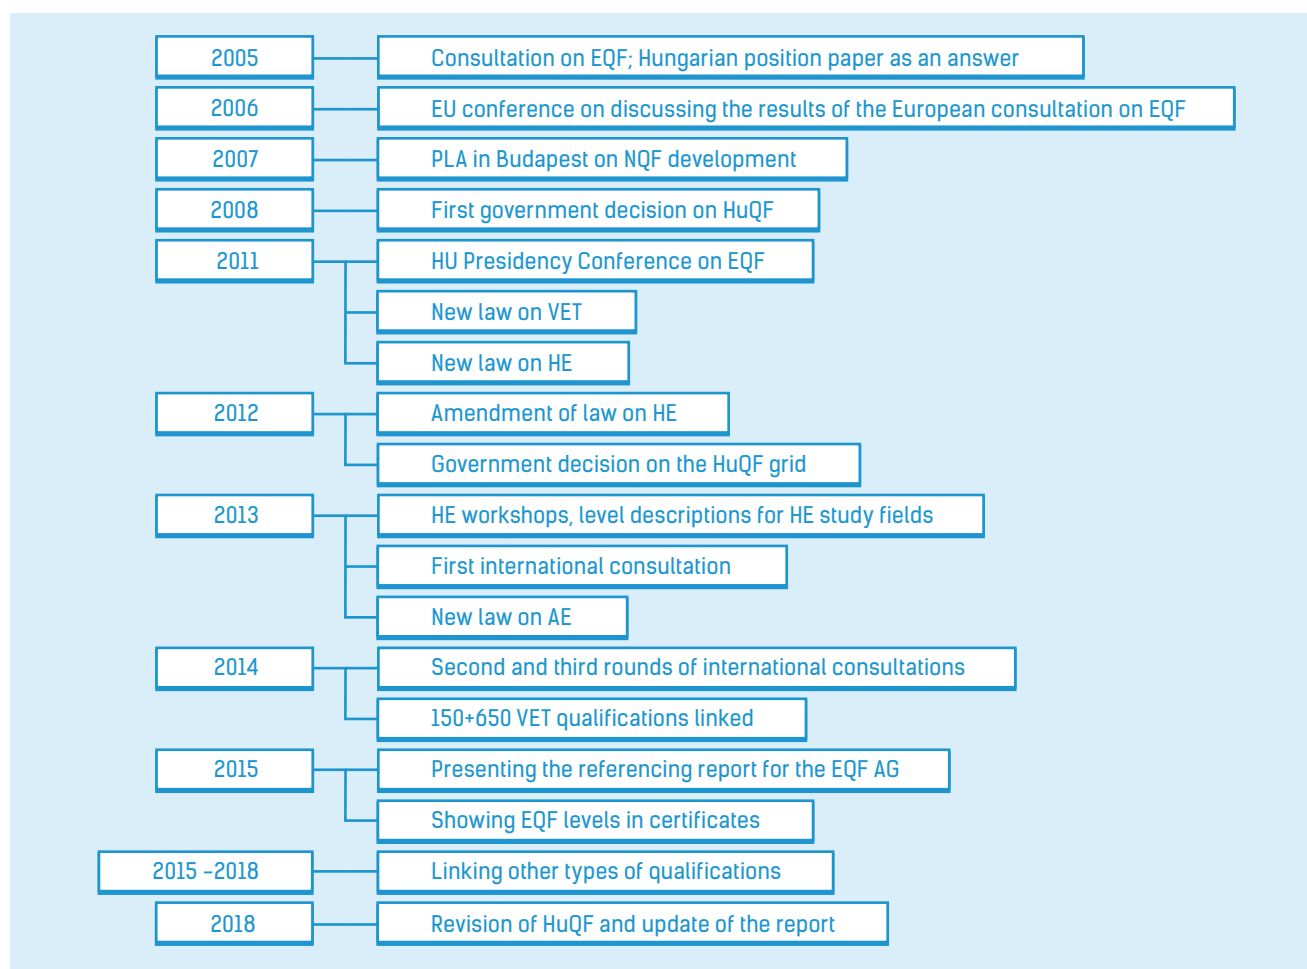 2005
Consultation on EQF; Hungarian position paper as an answer
2006
EU conference on discussing the results of the European consultation on EQF
2007
PLA in Budapest on NQF development
2008
First government decision on HuQF
2011
HU Presidency Conference on EQF
New law on VET
New law on HE
2012
Amendment of law on HE
Government decision on the HuQF grid
2013
HE workshops, level descriptions for HE study fields
First international consultation
New law on AE
2014
Second and third rounds of international consultations
150+650 VET qualifications linked
2015
Presenting the referencing report for the EQF AG
Showing EQF levels in certificates
2015 –2018
Linking other types of qualifications
2018
Revision of HuQF and update of the report